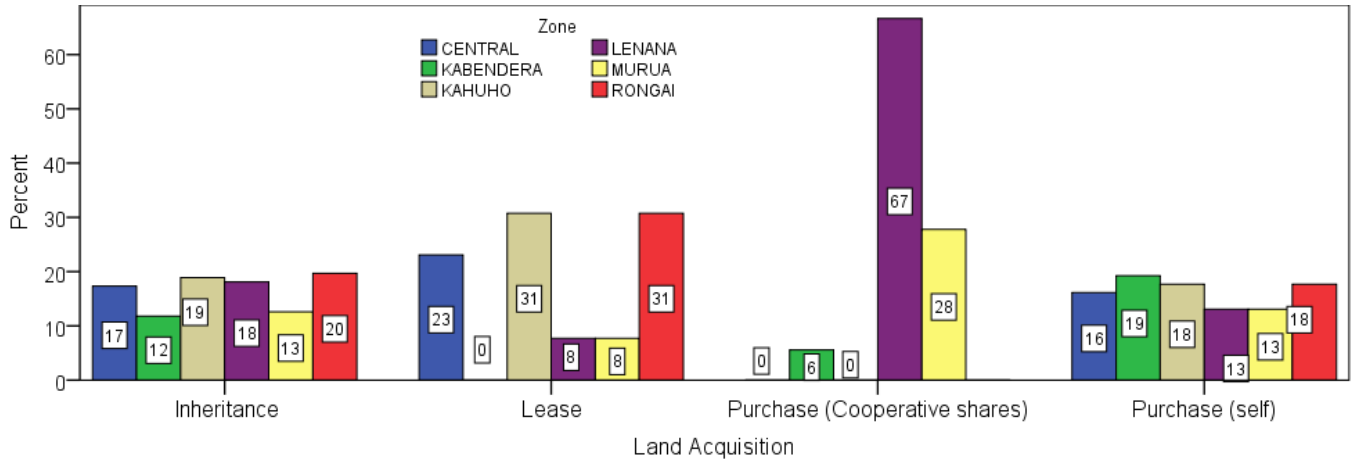 Zone
CENTRAL LENANA
KABENDERA MURUA
KAHUHO RONGAI
Percent
60
50
40
30
20
10
0
17 12 19 18 13 20
23 0 31 8 8 31
0 6 0 67 28
16 19 18 13 13 18
Inheritance Lease Purchase (Cooperative shares) Purchase (self)
Land Acquisition